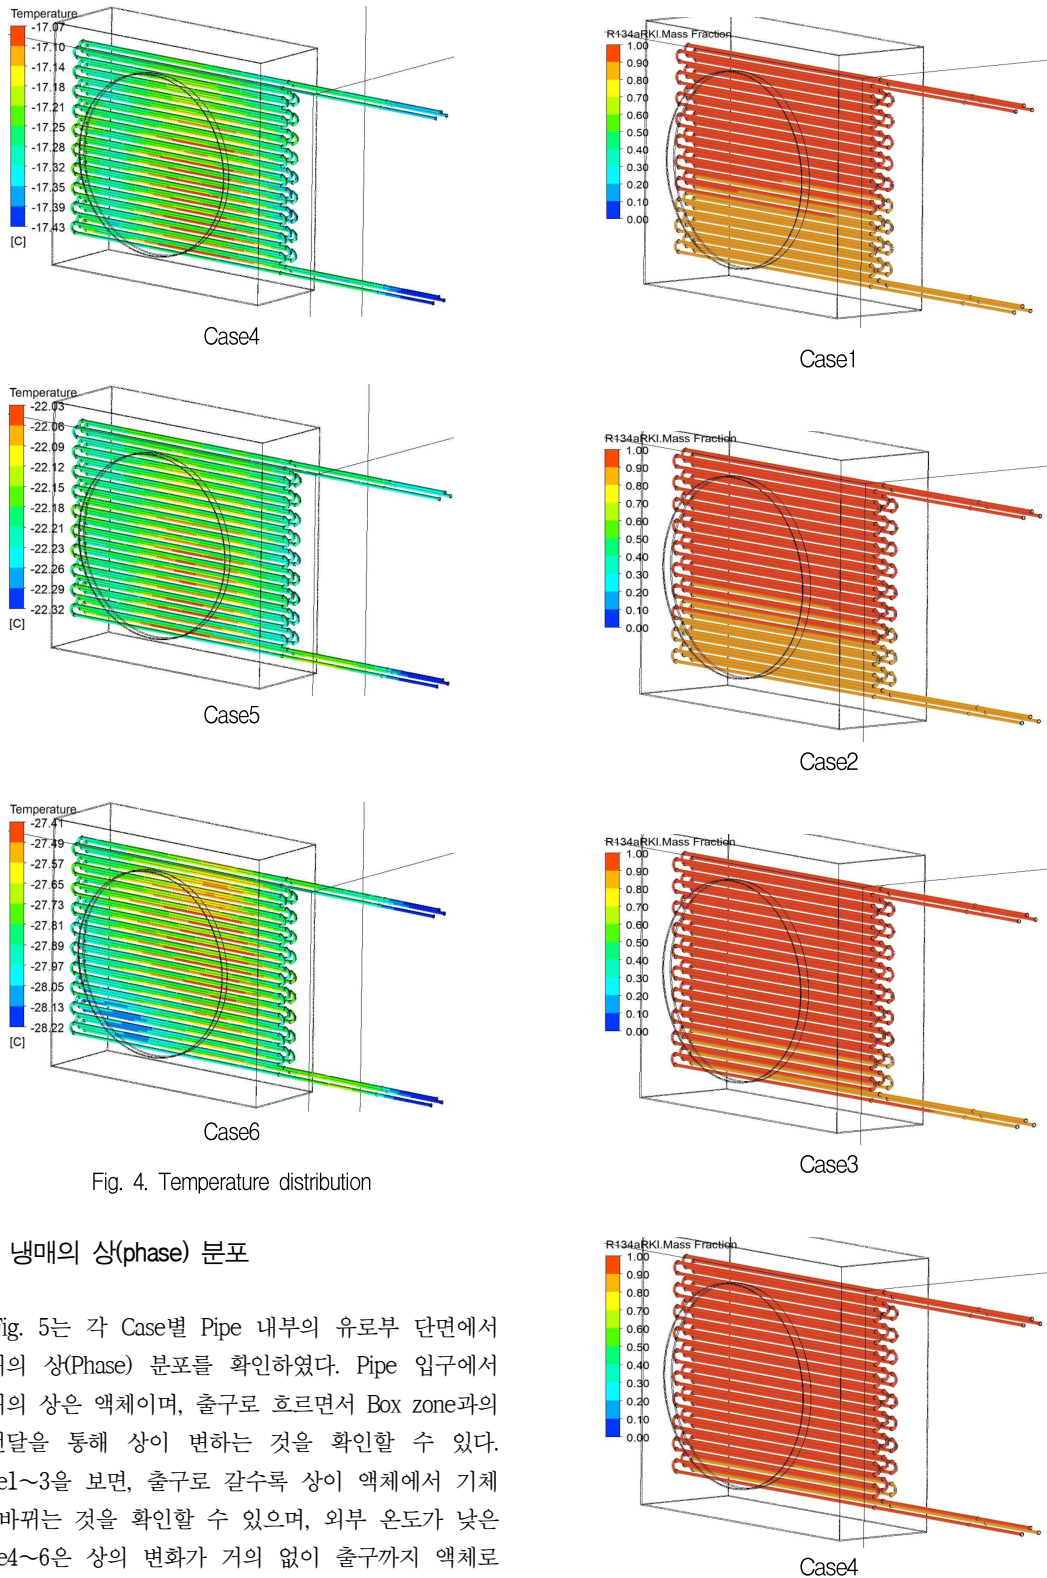 Temperature
-17.07
-17.10
-17.14
-17.18
-17.21
-17.25
-17.28
-17.32
-17.35
-17.39
-17.43
[C]
Case4
Temperature
-22.03
-22.06
-22.09
-22.12
-22.15
-22.18
-22.21
-22.23
-22.26
-22.29
-22.32
[C]
Case5
Temperature
-27.41
-27.49
-27.57
-27.65
-27.73
-27.81
-27.89
-27.97
-28.05
-28.13
-28.22
[C]
Case6
Fig. 4. Temperature distribution
냉매의 상(phase) 분포
Fig. 5는 각 Case별 Pipe 내부의 유로부 단면에서
의 상(Phase) 분포를 확인하였다. Pipe 입구에서
의 상은 액체이며, 출구로 흐르면서 Box zone과의
전달을 통해 상이 변하는 것을 확인할 수 있다.
e1~3을 보면, 출구로 갈수록 상이 액체에서 기체
바뀌는 것을 확인할 수 있으며, 외부 온도가 낮은
e4~6은 상의 변화가 거의 없이 출구까지 액체로
R134aRKI.Mass Fraction
1.00
0.90
0.80
0.70
0.60
0.50
0.40
0.30
0.20
0.10
0.00
Case1
R134aRKI.Mass Fraction
1.00
0.90
0.80
0.70
0.60
0.50
0.40
0.30
0.20
0.10
0.00
Case2
R134aRKI.Mass Fraction
1.00
0.90
0.80
0.70
0.60
0.50
0.40
0.30
0.20
0.10
0.00
Case3
R134aRKI.Mass Fraction
1.00
0.90
0.80
0.70
0.60
0.50
0.40
0.30
0.20
0.10
0.00
Case4